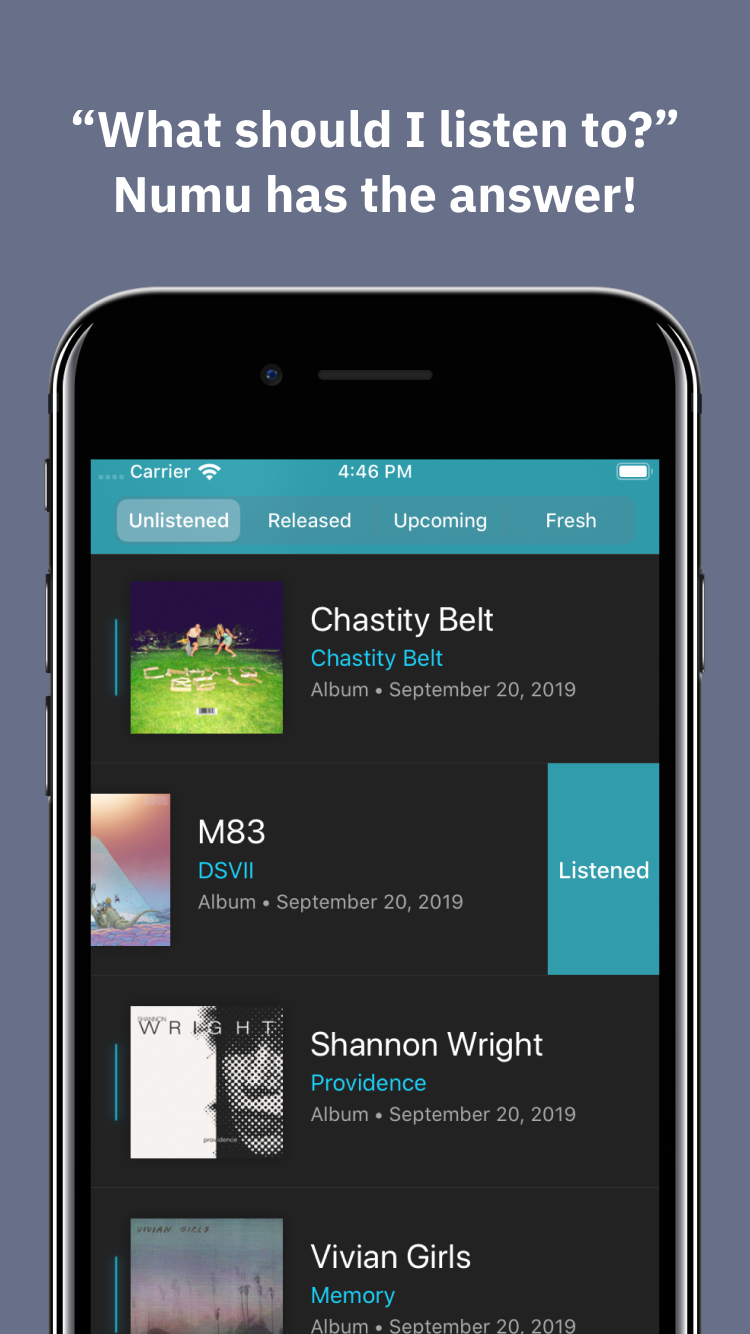 “What should I listen to?”
Numu has the answer!
Carrier
4:46 PM
Unlistened
Released
Upcoming
Fresh
Chastity Belt
Chastity Belt
Album • September 20, 2019
M83
DSVII
Album • September 20, 2019
Listened
SHANNON
WRIGHT
providence
Shannon Wright
Providence
Album • September 20, 2019
VIVIAN GIRLS
Vivian Girls
Memory
Album • September 20, 2019